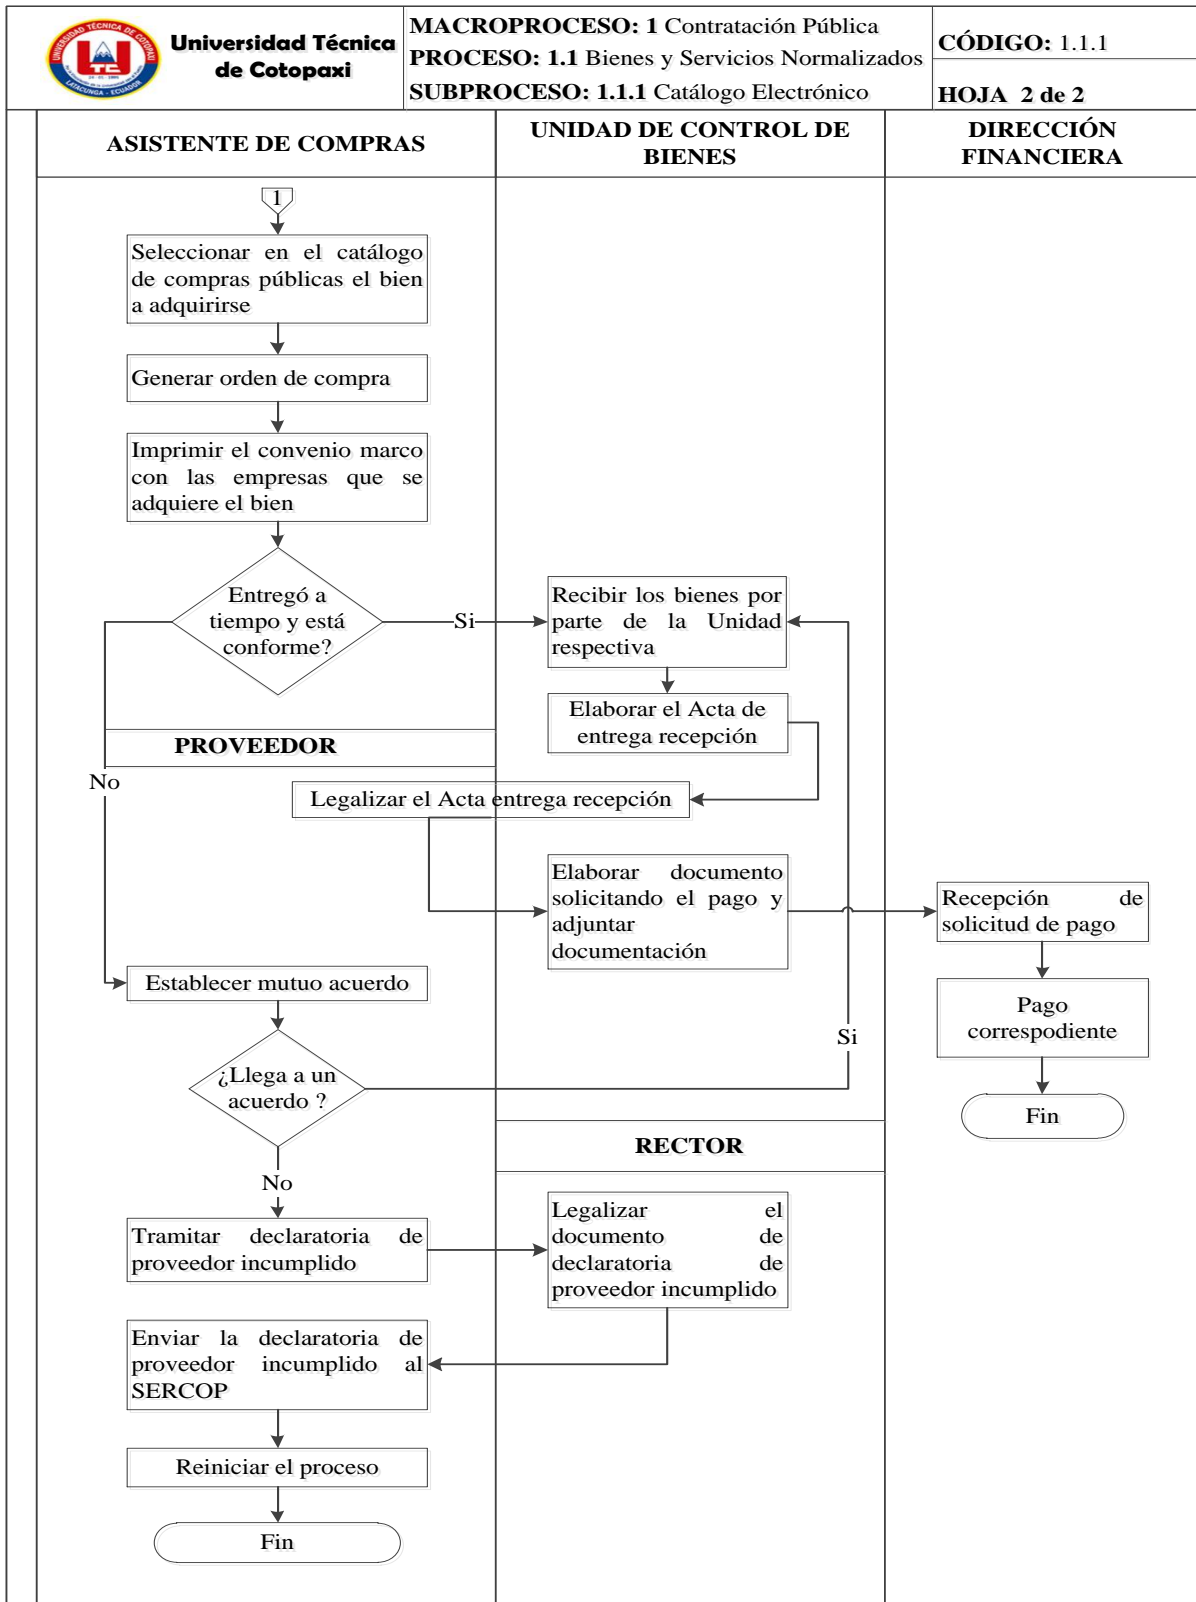 UNIVERSIDAD TÉCNICA DE COTOPAXI
UTC
LATACUNGA - ECUADOR
Universidad Técnica
de Cotopaxi
MACROPROCESO: 1 Contratación Pública
PROCESO: 1.1 Bienes y Servicios Normalizados
SUBPROCESO: 1.1.1 Catálogo Electrónico
CÓDIGO: 1.1.1
HOJA 2 de 2
ASISTENTE DE COMPRAS
UNIDAD DE CONTROL DE
BIENES
DIRECCIÓN
FINANCIERA
1
Seleccionar en el catálogo
de compras públicas el bien
a adquirirse
Generar orden de compra
Imprimir el convenio marco
con las empresas que se
adquiere el bien
Entregó a
tiempo y está
conforme?
Si
Recibir los bienes por
parte de la Unidad
respectiva
Elaborar el Acta de
entrega recepción
PROVEEDOR
No
Legalizar el Acta entrega recepción
Elaborar documento
solicitando el pago y
adjuntar
documentación
Recepción de
solicitud de pago
Establecer mutuo acuerdo
Pago
correspodiente
Si
¿Llega a un
acuerdo ?
Fin
RECTOR
No
Tramitar declaratoria de
proveedor incumplido
Legalizar el
documento de
declaratoria de
proveedor incumplido
Enviar la declaratoria de
proveedor incumplido al
SERCOP
Reiniciar el proceso
Fin